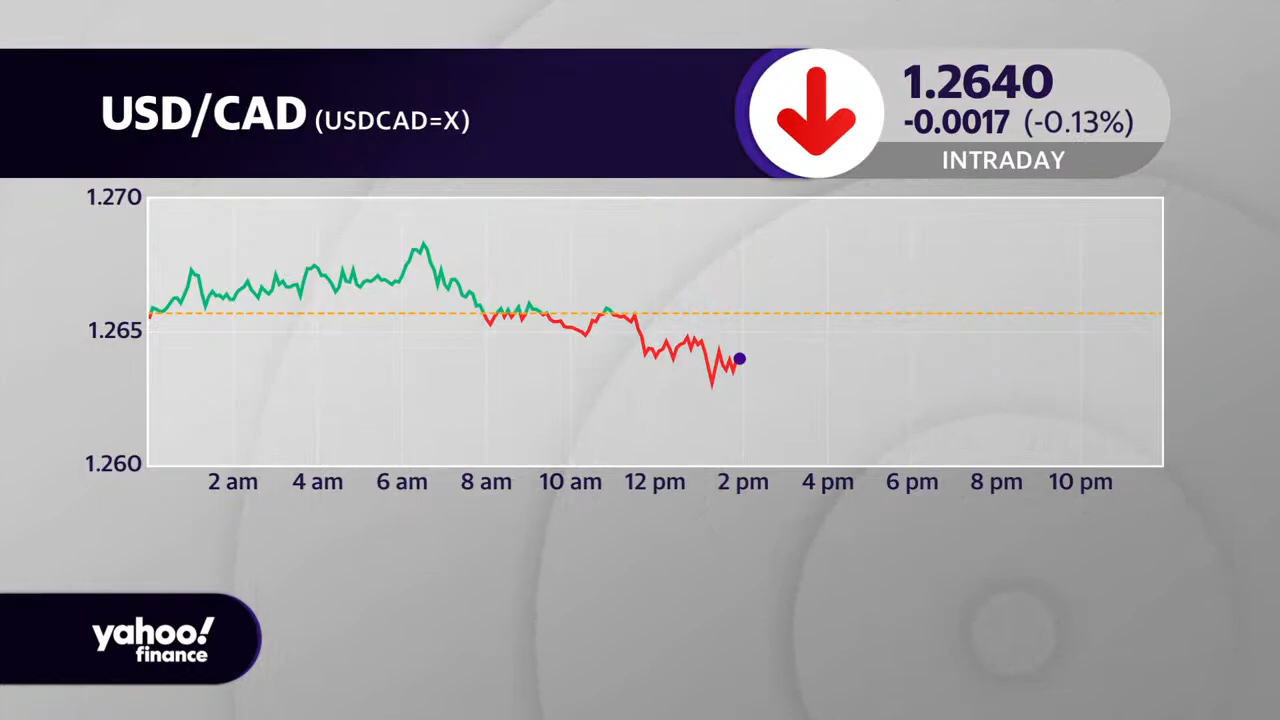 USD/CAD (USDCAD=X)
1.2640
-0.0017 (-0.13%)
INTRADAY
1.270
1.265
1.260
2 am 4 am 6 am 8 am 10 am 12 pm 2 pm 4 pm 6 pm 8 pm 10 pm
yahoo!
finance